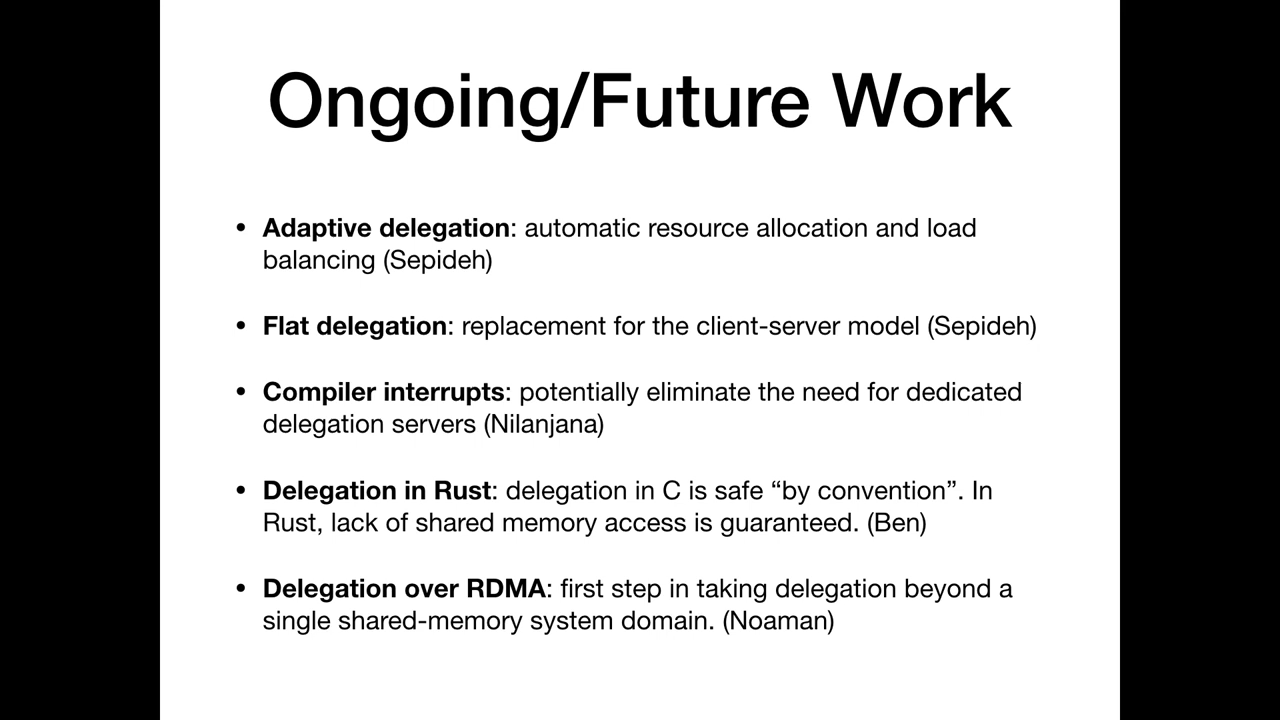 Ongoing/Future Work
• Adaptive delegation: automatic resource allocation and load
balancing (Sepideh)
• Flat delegation: replacement for the client-server model (Sepideh)
• Compiler interrupts: potentially eliminate the need for dedicated
delegation servers (Nilanjana)
• Delegation in Rust: delegation in C is safe “by convention”. In
Rust, lack of shared memory access is guaranteed. (Ben)
• Delegation over RDMA: first step in taking delegation beyond a
single shared-memory system domain. (Noaman)